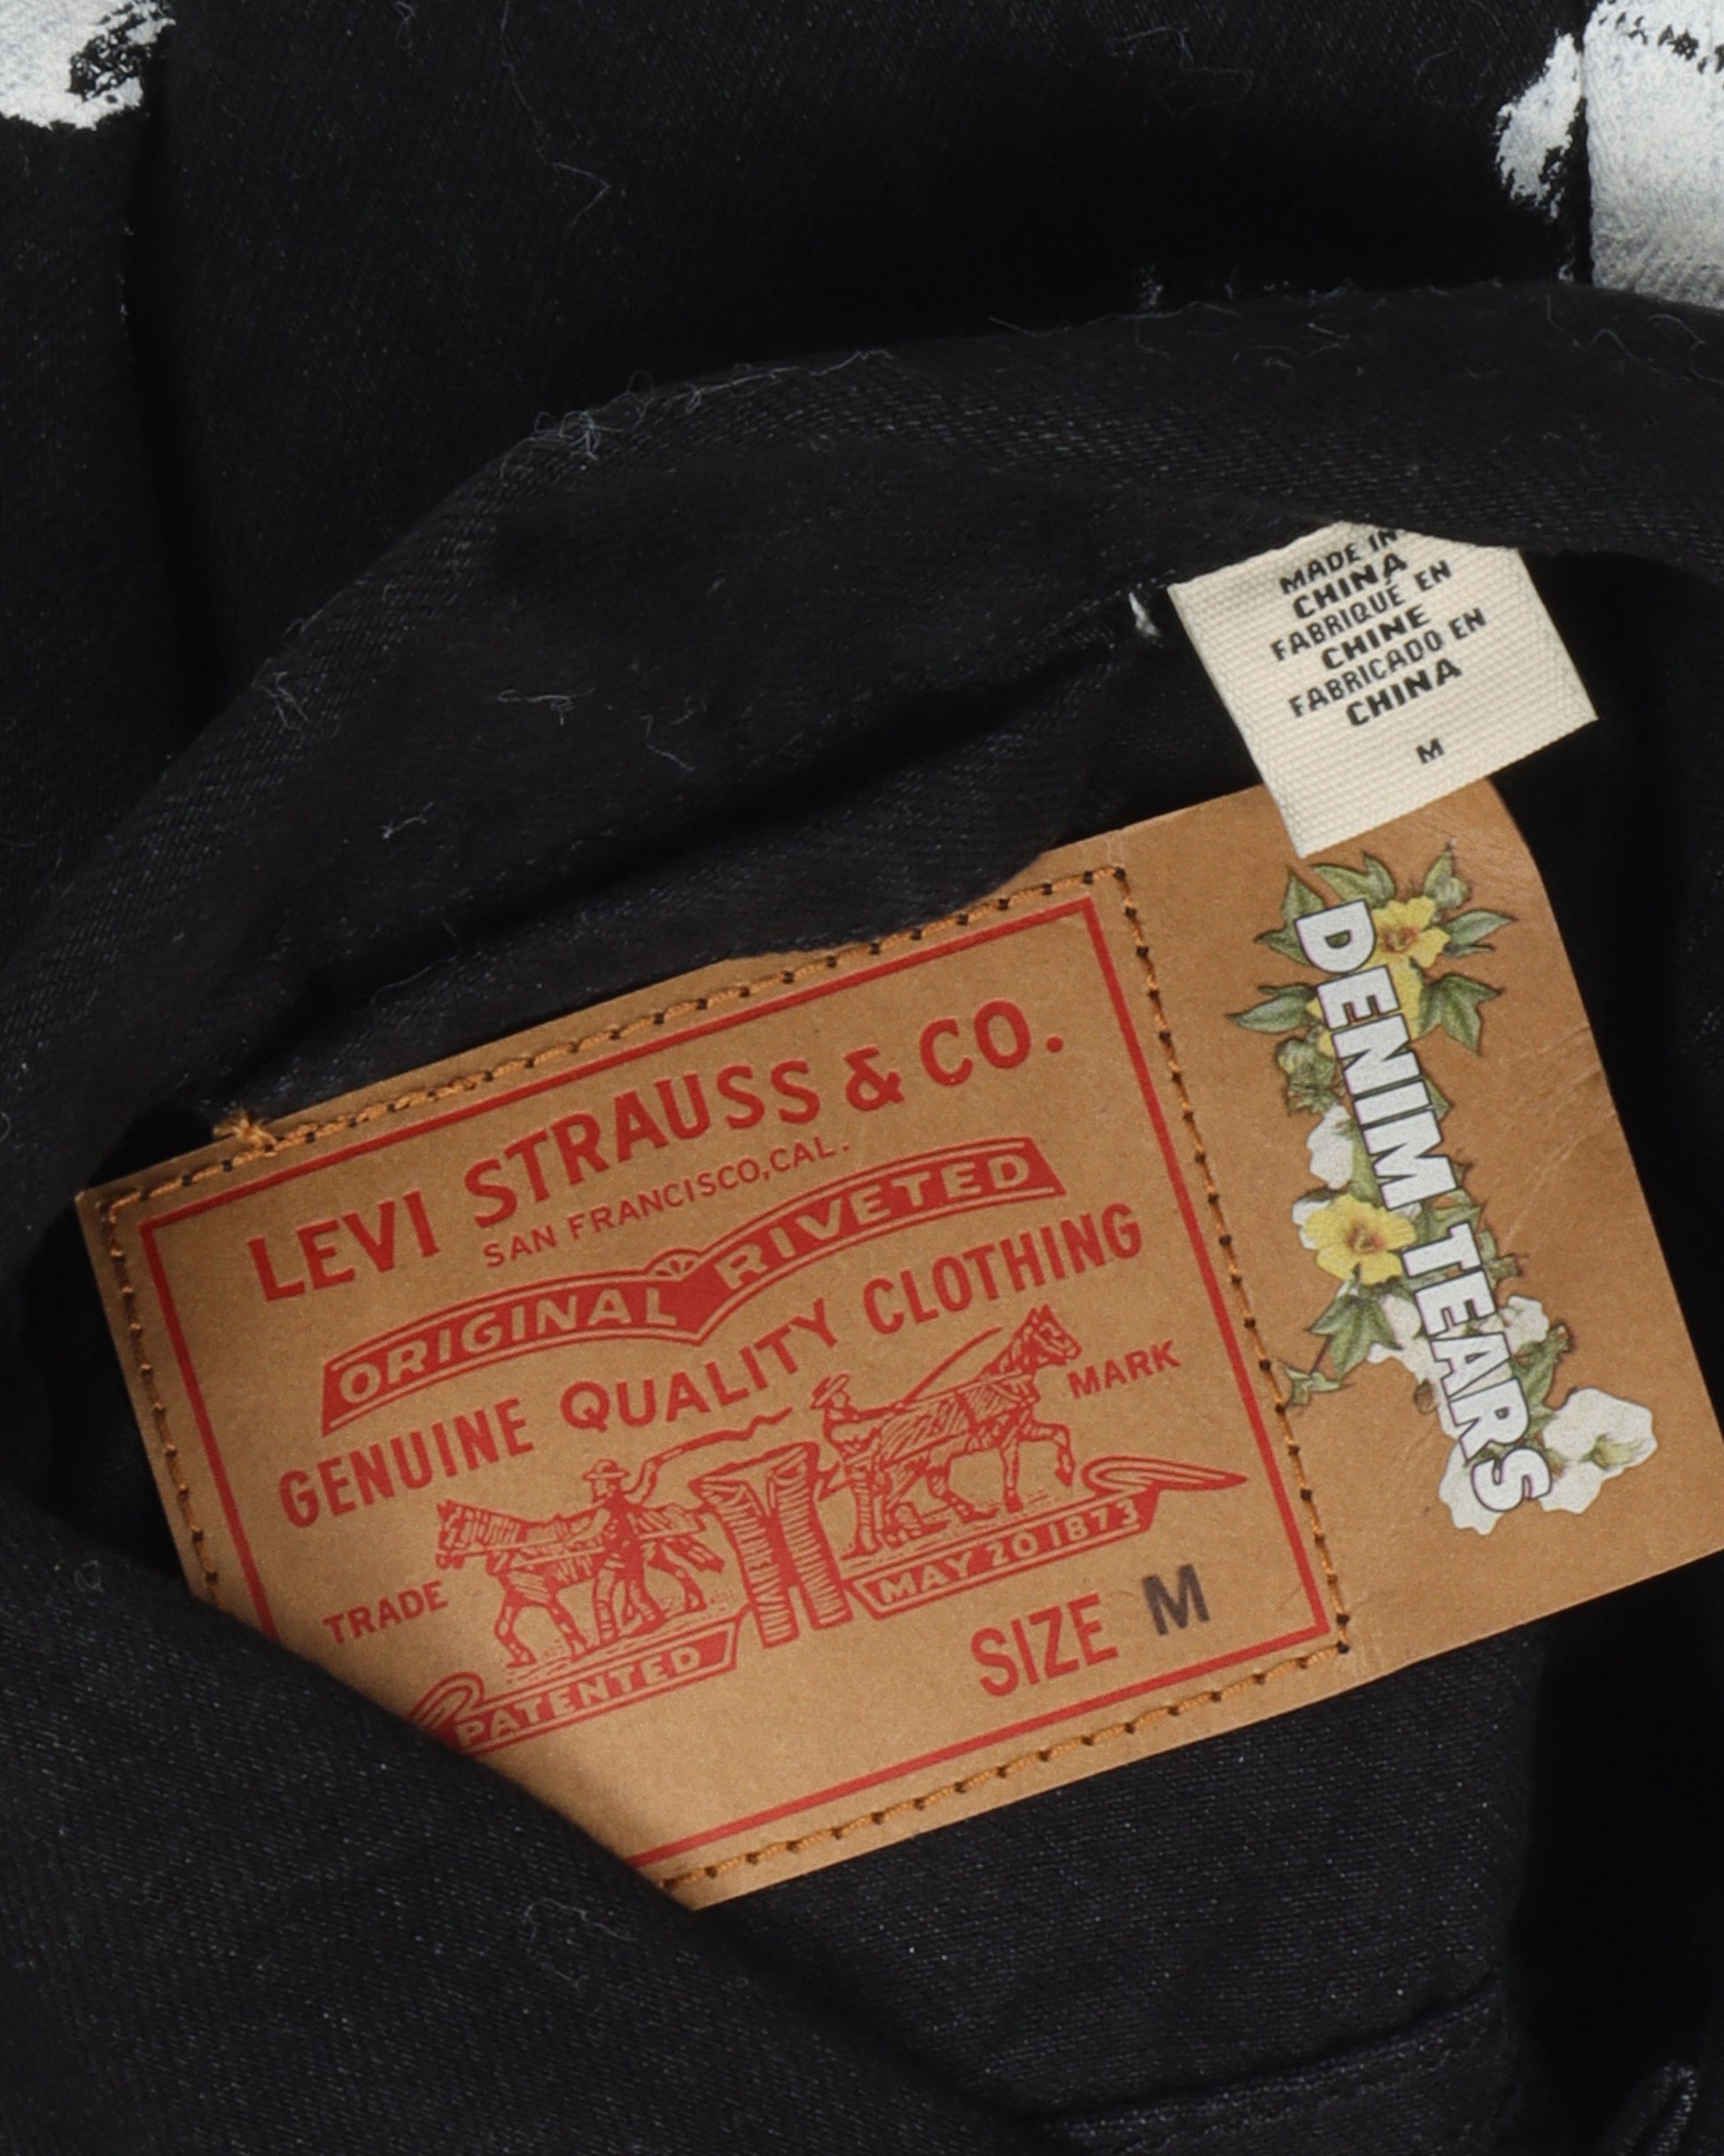 MADE IN
CHINA
FABRIQUÉ EN
CHINE
FABRICADO EN
CHINA
M
LEVI STRAUSS & CO.
SAN FRANCISCO, CAL.
ORIGINAL RIVETED
GENUINE QUALITY CLOTHING
TRADE MARK
PATENTED MAY 20 1873
SIZE M
DENIM TEARS